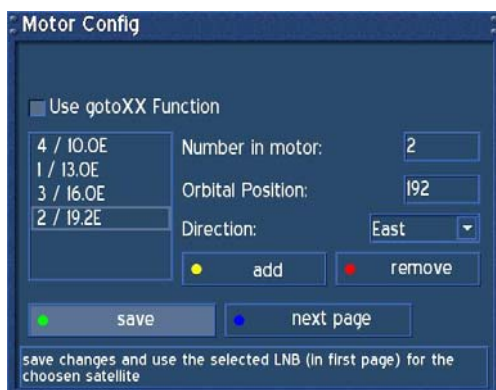 Motor Config
Use gotoXX Function
4 / 10.0E
1 / 13.0E
3 / 16.0E
2 / 19.2E
Number in motor: 2
Orbital Position: 192
Direction: East
add
remove
save
next page
save changes and use the selected LNB (in first page) for the
choosen satellite